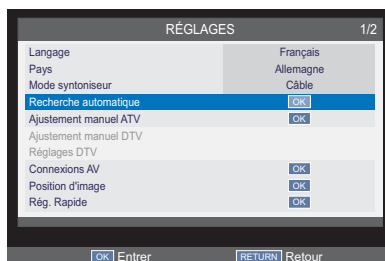 RÉGLAGES 1/2
Langage Français
Pays Allemagne
Mode syntoniseur Câble
Recherche automatique OK
Ajustement manuel ATV OK
Ajustement manuel DTV
Réglages DTV
Connexions AV OK
Position d'image OK
Rég. Rapide OK
OK Entrer RETURN Retour